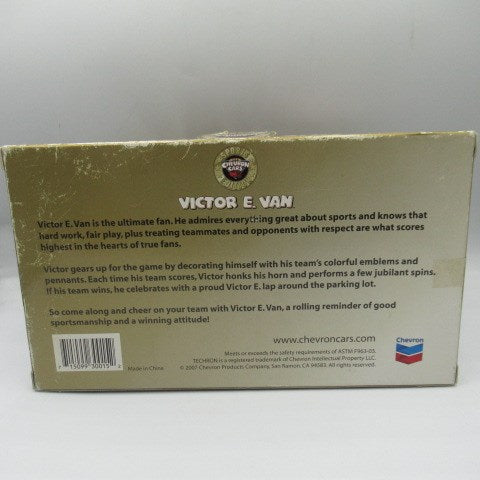 SPORTS
CHEVRON
CARS
VICTOR E. VAN
Victor E. Van is the ultimate fan. He admires everything great about sports and knows that
hard work, fair play, plus treating teammates and opponents with respect are what scores
highest in the hearts of true fans.
Victor gears up for the game by decorating himself with his team's colorful emblems and
pennants. Each time his team scores, Victor honks his horn and performs a few jubilant spins.
If his team wins, he celebrates with a proud Victor E. lap around the parking lot.
So come along and cheer on your team with Victor E. Van, a rolling reminder of good
sportsmanship and a winning attitude!
www.chevroncars.com
Chevron
Meets or exceeds the safety requirements of ASTM F963-03.
TECHRON is a registered trademark of Chevron Intellectual Property LLC.
© 2007 Chevron Products Company, San Ramon, CA 94583. All rights reserved.
7 15099 30015 2
Made in China